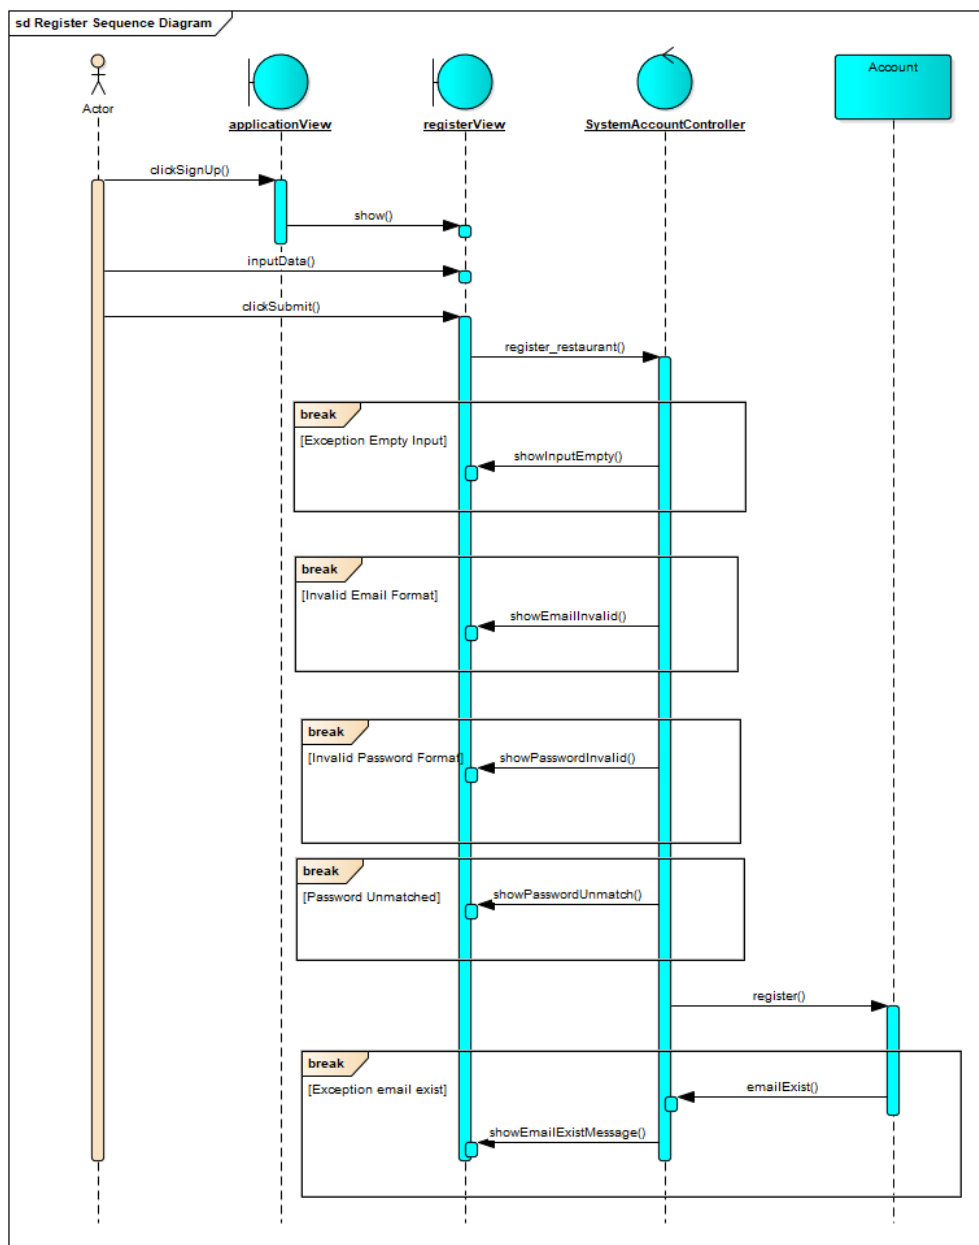 sd Register Sequence Diagram
Actor
applicationView
registerView
SystemAccountController
Account
clickSignUp()
show()
inputData()
clickSubmit()
register_restaurant()
break
[Exception Empty Input]
showInputEmpty()
break
[Invalid Email Format]
showEmailInvalid()
break
[Invalid Password Format]
showPasswordInvalid()
break
[Password Unmatched]
showPasswordUnmatch()
register()
break
[Exception email exist]
emailExist()
showEmailExistMessage()